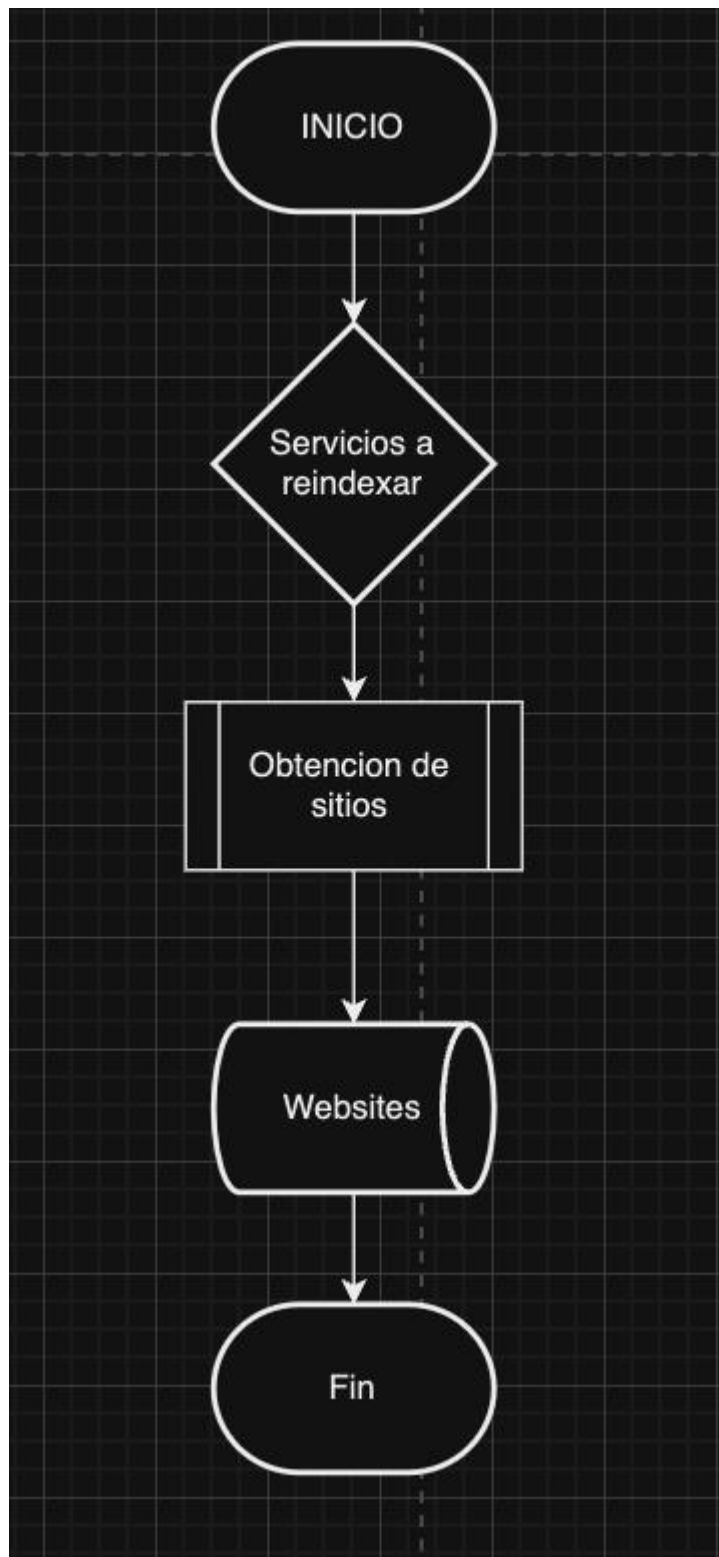 INICIO
Servicios a
reindexar
Obtencion de
sitios
Websites
Fin